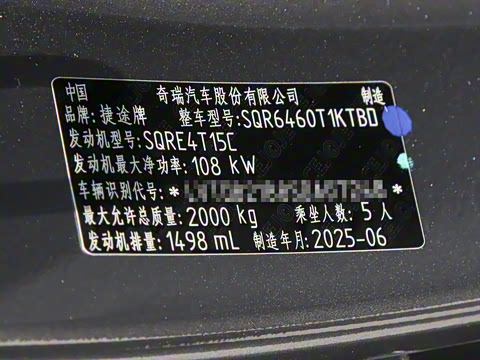 中国 奇瑞汽车股份有限公司 制造
品牌:捷途牌 整车型号:SQR6460T1KTBD
发动机型号:SQRE4T15C
发动机最大净功率:108 kW
车辆识别代号:* *
最大允许总质量:2000 kg 乘坐人数:5人
发动机排量:1498 mL 制造年月:2025-06